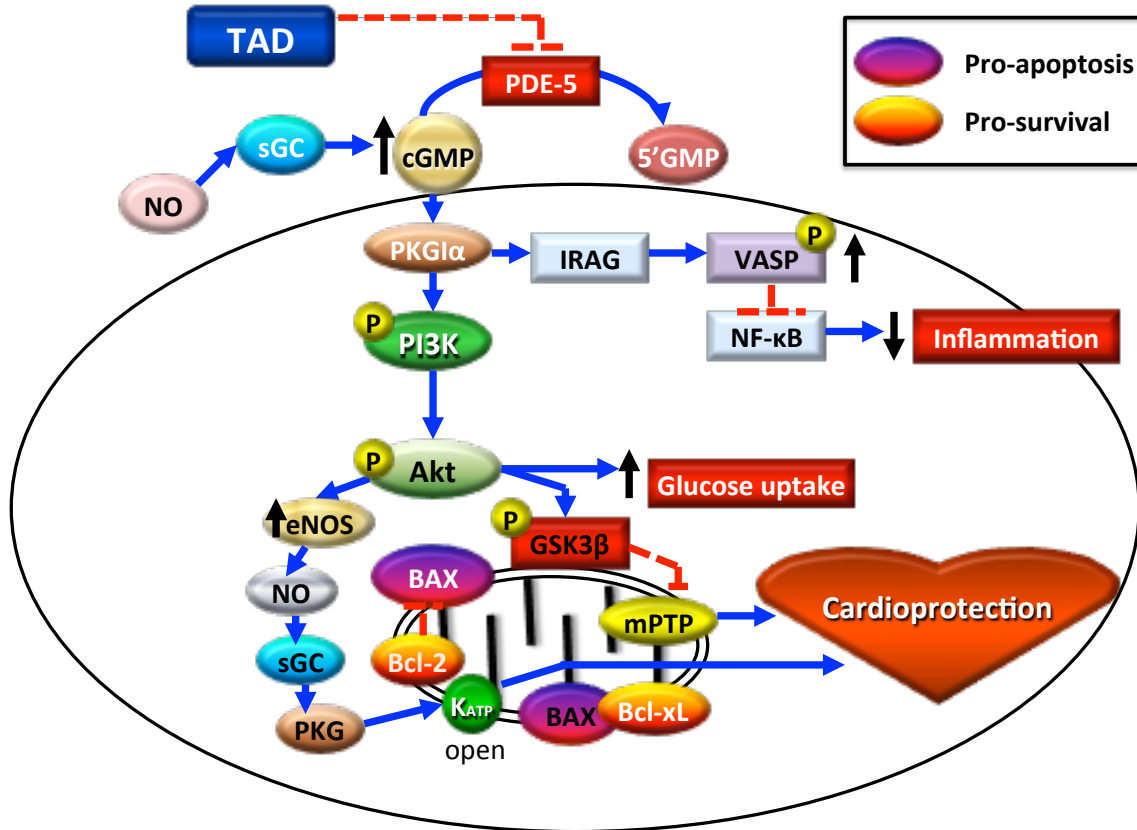 TAD
PDE-5
Pro-apoptosis
Pro-survival
sGC
cGMP
5'GMP
NO
PKGIα
IRAG
VASP
P
P
PI3K
NF-κB
Inflammation
P
Akt
Glucose uptake
eNOS
P
GSK3β
BAX
NO
mPTP
Cardioprotection
sGC
Bcl-2
KATP
BAX
Bcl-xL
PKG
open